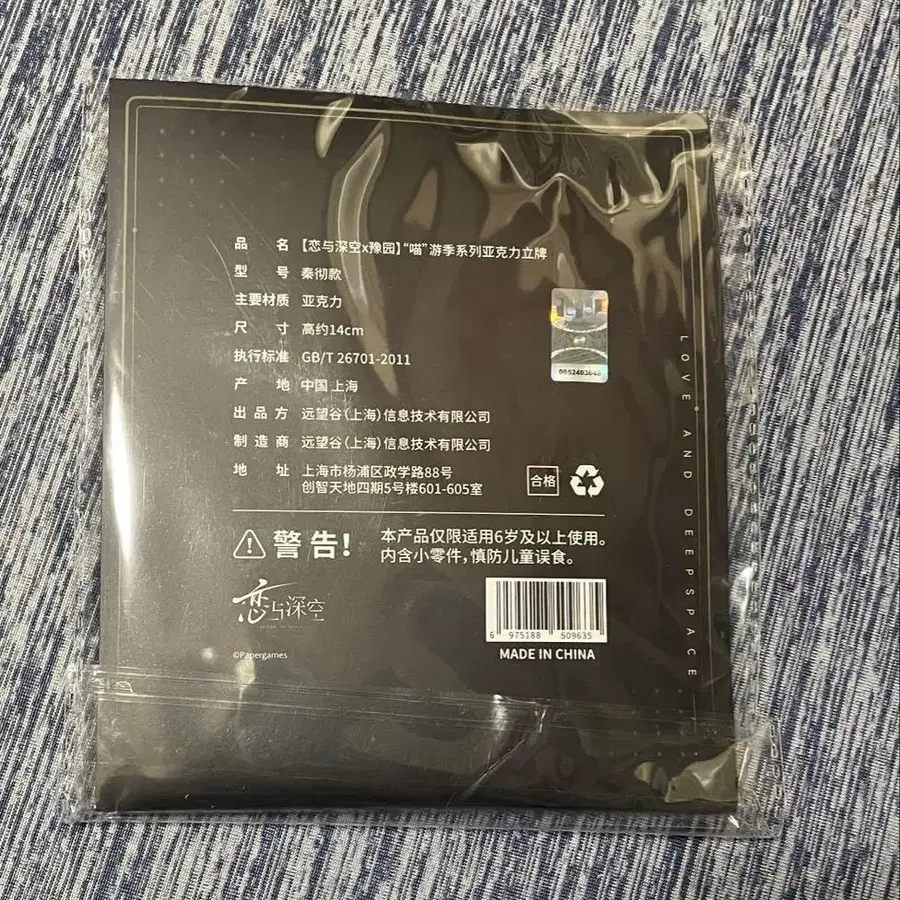 品 名 【恋与深空x豫园】“喵”游季系列亚克力立牌
型 号 秦彻款
主要材质 亚克力
尺 寸 高约14cm
执行标准 GB/T 26701-2011
产 地 中国 上海
出品方 远望谷(上海)信息技术有限公司
制造商 远望谷(上海)信息技术有限公司
地 址 上海市杨浦区政学路88号
创智天地四期5号楼601-605室
合格
警告!
本产品仅限适用6岁及以上使用。
内含小零件,慎防儿童误食。
恋与深空
©Papergames
6 975188 509635
MADE IN CHINA
LOVE AND DEEPSPACE